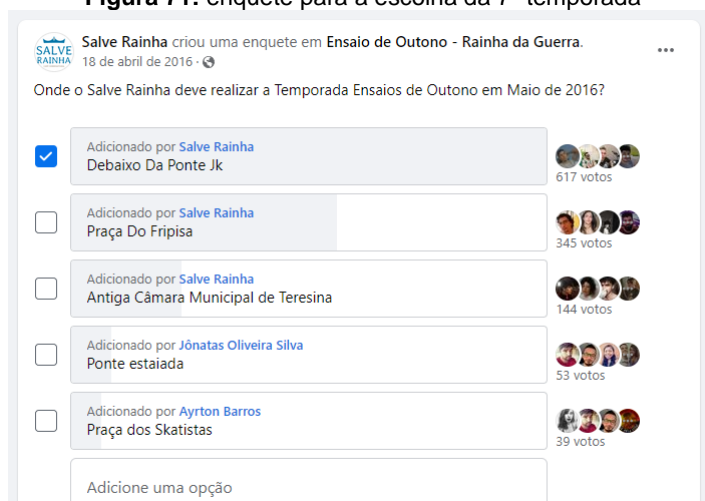 Figura 71: enquete para a escolha da 7ª temporada
SALVE
RAINHA
Salve Rainha criou uma enquete em Ensaio de Outono - Rainha da Guerra.
18 de abril de 2016 ·
Onde o Salve Rainha deve realizar a Temporada Ensaios de Outono em Maio de 2016?
Adicionado por Salve Rainha
Debaixo Da Ponte Jk
617 votos
Adicionado por Salve Rainha
Praça Do Fripisa
345 votos
Adicionado por Salve Rainha
Antiga Câmara Municipal de Teresina
144 votos
Adicionado por Jônatas Oliveira Silva
Ponte estaiada
53 votos
Adicionado por Ayrton Barros
Praça dos Skatistas
39 votos
Adicione uma opção